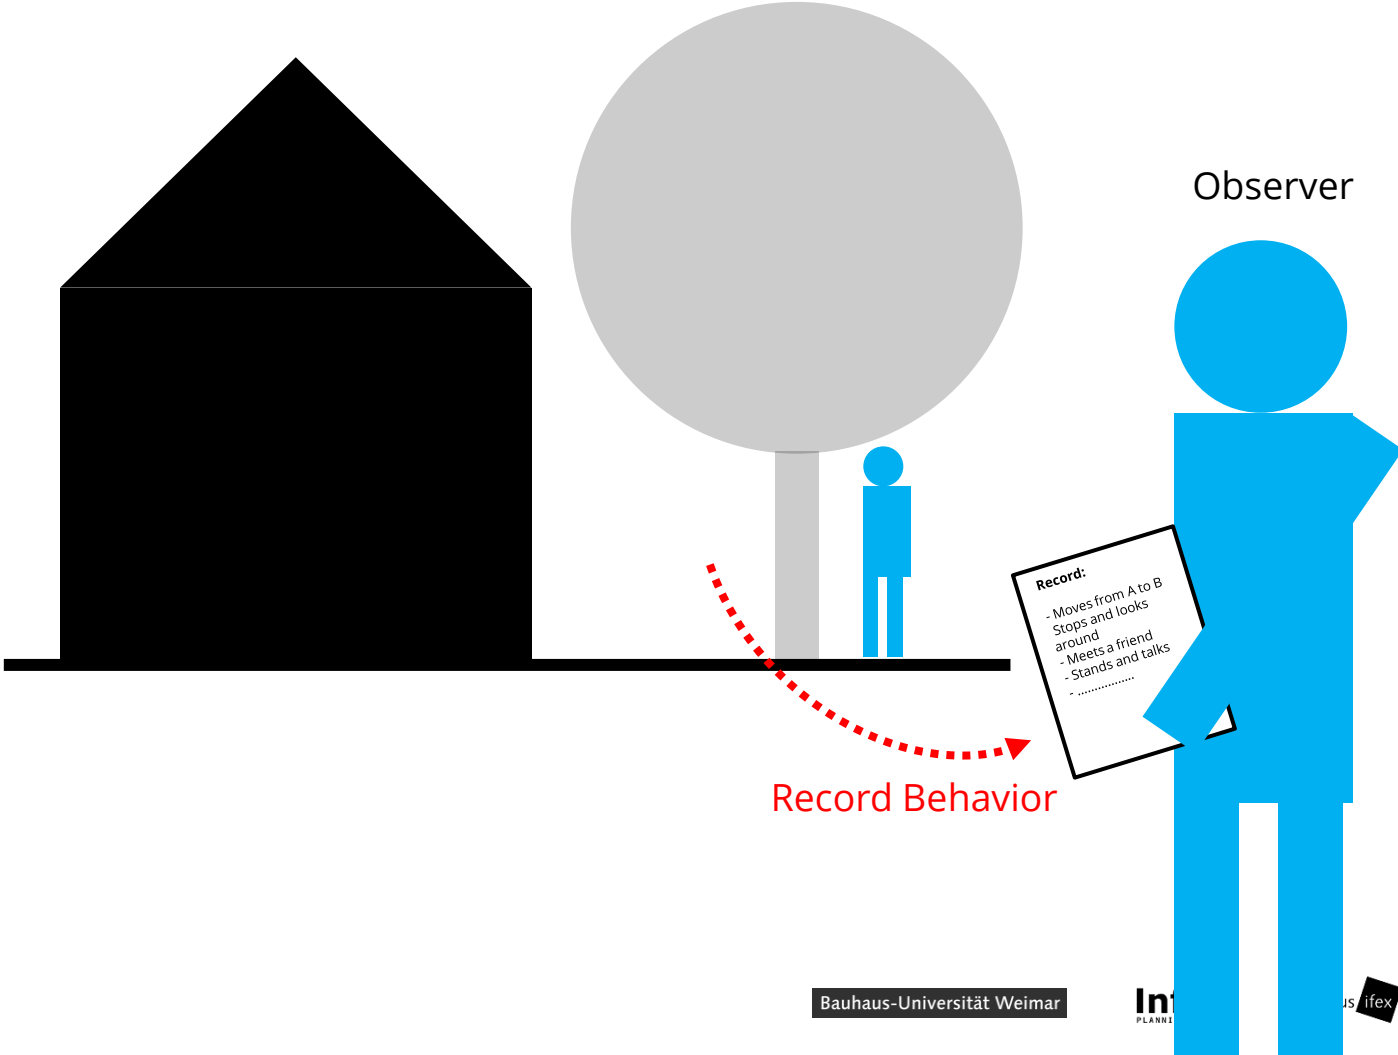 Observer
Record:
- Moves from A to B
Stops and looks
around
- Meets a friend
- Stands and talks
- ................
Record Behavior
Bauhaus-Universität Weimar
ifex